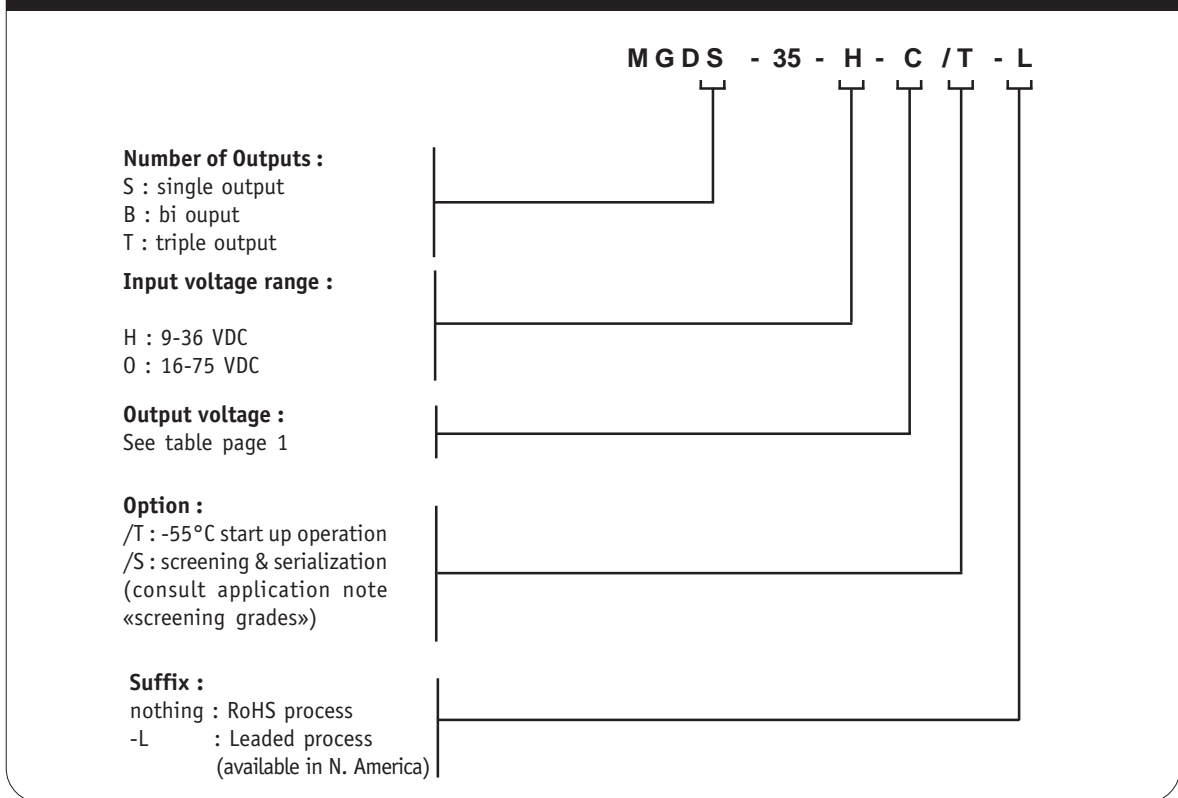 MGDS - 35 - H - C /T - L
Number of Outputs :
S : single output
B : bi ouput
T : triple output
Input voltage range :
H : 9-36 VDC
O : 16-75 VDC
Output voltage :
See table page 1
Option :
/T : -55°C start up operation
/S : screening & serialization
(consult application note
«screening grades»)
Suffix :
nothing : RoHS process
-L : Leaded process
(available in N. America)